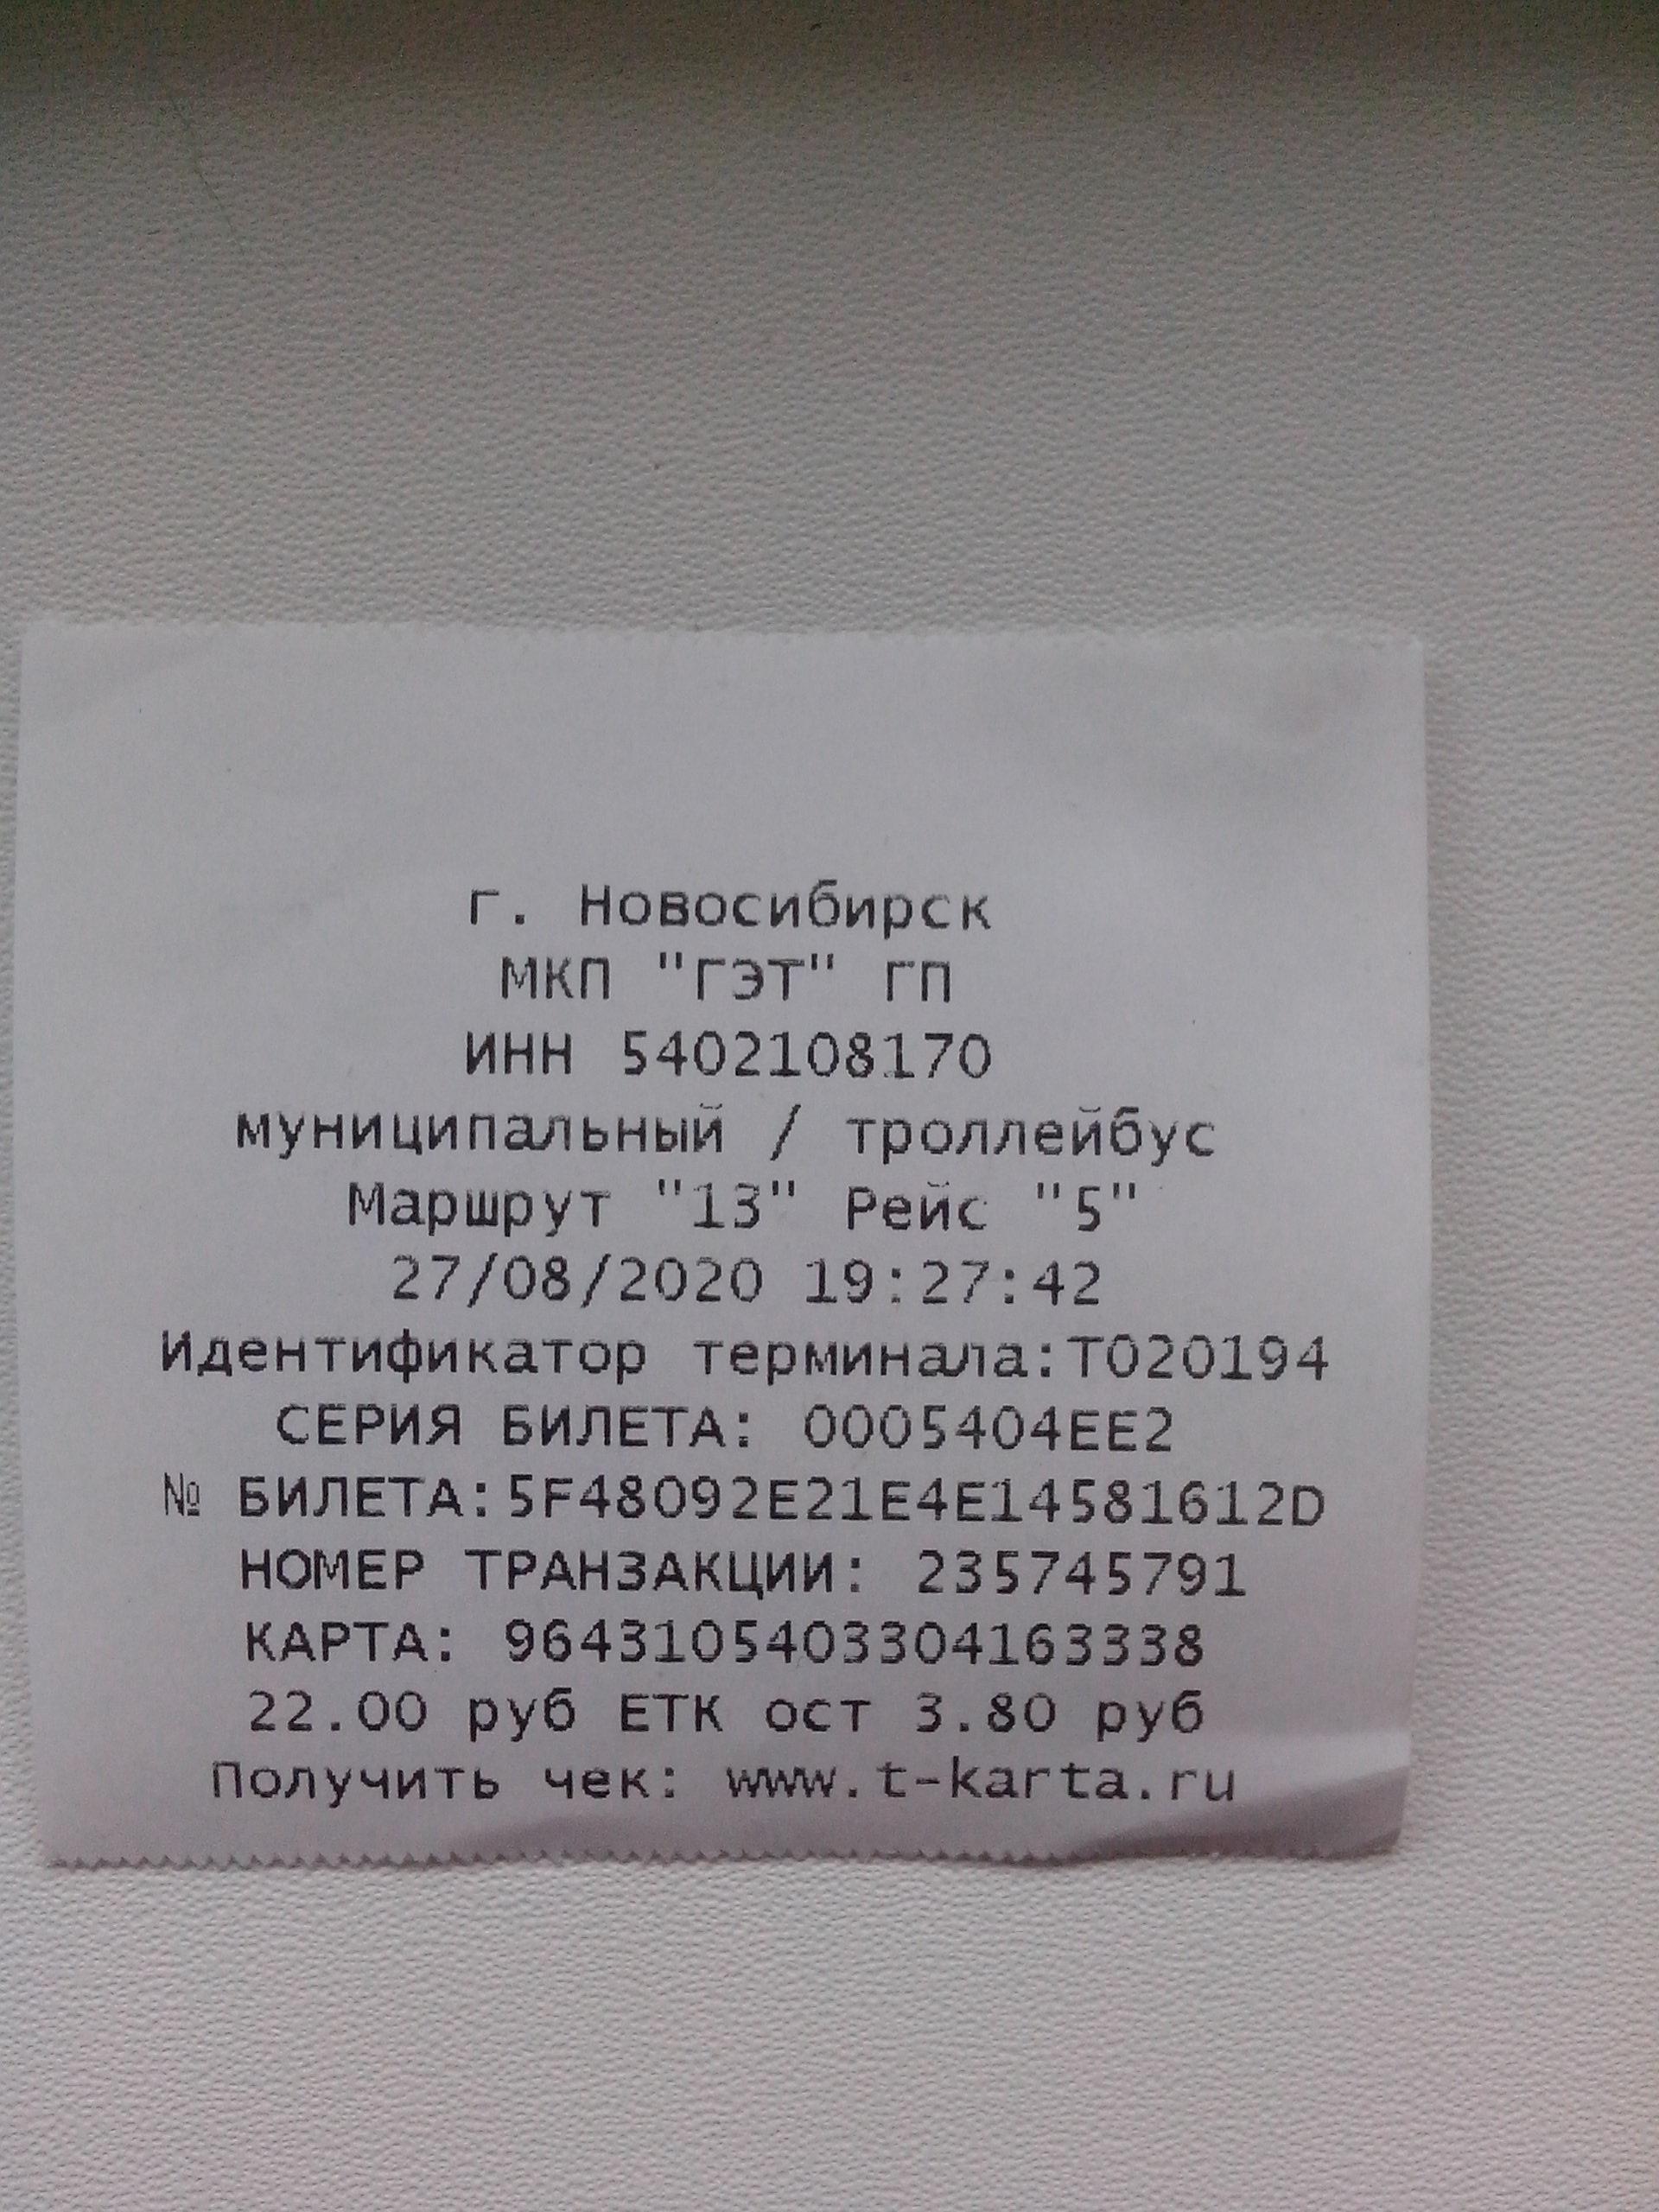 г. Новосибирск
МКП "ГЭТ" ГП
ИНН 5402108170
муниципальный / троллейбус
Маршрут "13" Рейс "5"
27/08/2020 19:27:42
Идентификатор терминала:T020194
СЕРИЯ БИЛЕТА: 0005404EE2
№ БИЛЕТА:5F48092E21E4E14581612D
НОМЕР ТРАНЗАКЦИИ: 235745791
КАРТА: 9643105403304163338
22.00 руб ЕТК ост 3.80 руб
Получить чек: www.t-karta.ru